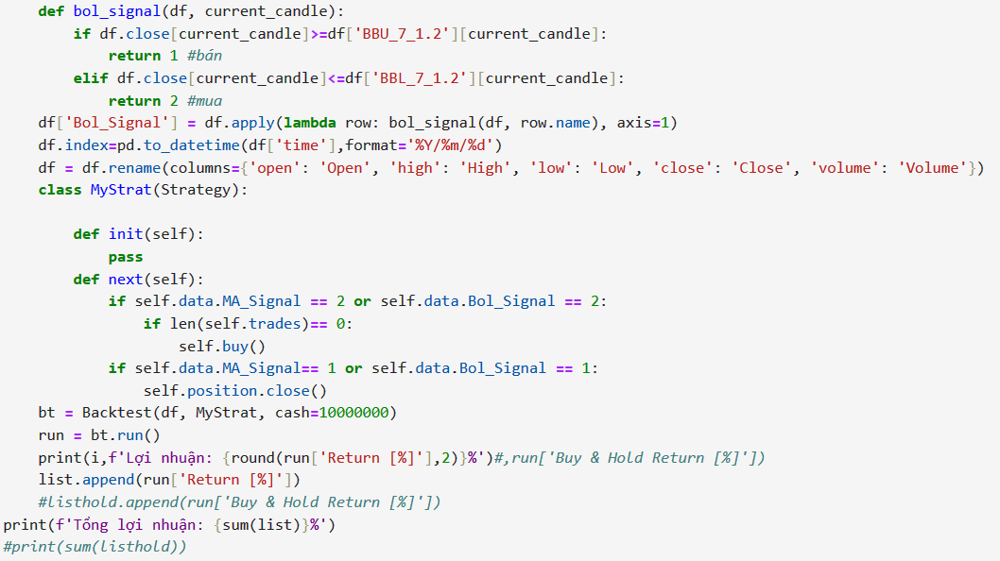 def bol_signal(df, current_candle):
if df.close[current_candle]>=df['BBU_7_1.2'][current_candle]:
return 1 #bán
elif df.close[current_candle]<=df['BBL_7_1.2'][current_candle]:
return 2 #mua
df['Bol_Signal'] = df.apply(lambda row: bol_signal(df, row.name), axis=1)
df.index=pd.to_datetime(df['time'],format='%Y/%m/%d')
df = df.rename(columns={'open': 'Open', 'high': 'High', 'low': 'Low', 'close': 'Close', 'volume': 'Volume'})
class MyStrat(Strategy):
def init(self):
pass
def next(self):
if self.data.MA_Signal == 2 or self.data.Bol_Signal == 2:
if len(self.trades)== 0:
self.buy()
if self.data.MA_Signal== 1 or self.data.Bol_Signal == 1:
self.position.close()
bt = Backtest(df, MyStrat, cash=10000000)
run = bt.run()
print(i,f'Lợi nhuận: {round(run['Return [%]'],2)}%')#,run['Buy & Hold Return [%]'])
list.append(run['Return [%]'])
#listhold.append(run['Buy & Hold Return [%]'])
print(f'Tổng lợi nhuận: {sum(list)}%')
#print(sum(listhold))